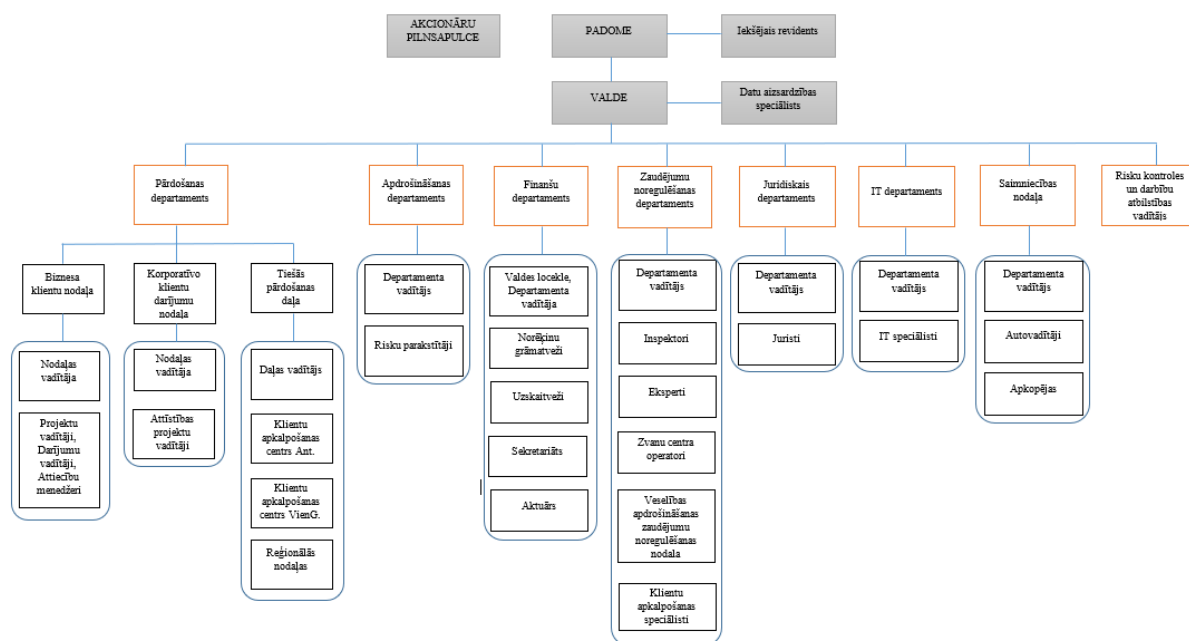 AKCIONĀRU
PILNSAPULCE
PADOME
Iekšējais revidents
VALDE
Datu aizsardzības
speciālists
Pārdošanas
departaments
Apdrošināšanas
departaments
Finanšu
departaments
Zaudējumu
noregulēšanas
departaments
Juridiskais
departaments
IT departaments
Saimniecības
nodaļa
Risku kontroles
un darbību
atbilstības
vadītājs
Biznesa
klientu nodaļa
Korporatīvo
klientu
darījumu
nodaļa
Tiešās
pārdošanas
daļa
Nodaļas
vadītāja
Projektu
vadītāji,
Darījumu
vadītāji,
Attiecību
menedžeri
Nodaļas
vadītāja
Attīstības
projektu
vadītāji
Daļas vadītājs
Klientu
apkalpošanas
centrs Ant.
Klientu
apkalpošanas
centrs VienG.
Reģionālās
nodaļas
Departamenta
vadītājs
Risku parakstītāji
Valdes locekle,
Departamenta
vadītāja
Norēķinu
grāmatveži
Uzskaitveži
Sekretariāts
Aktuārs
Departamenta
vadītājs
Inspektori
Eksperti
Zvanu centra
operatori
Veselības
apdrošināšanas
zaudējumu
noregulēšanas
nodala
Klientu
apkalpošanas
speciālisti
Departamenta
vadītājs
Juristi
Departamenta
vadītājs
IT speciālisti
Departamenta
vadītājs
Autovadītāji
Apkopējas